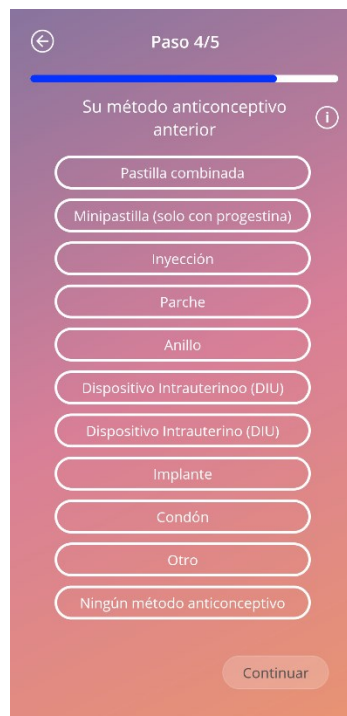 Paso 4/5
Su método anticonceptivo
anterior
i
Pastilla combinada
Minipastilla (solo con progestina)
Inyección
Parche
Anillo
Dispositivo Intrauterinoo (DIU)
Dispositivo Intrauterino (DIU)
Implante
Condón
Otro
Ningún método anticonceptivo
Continuar